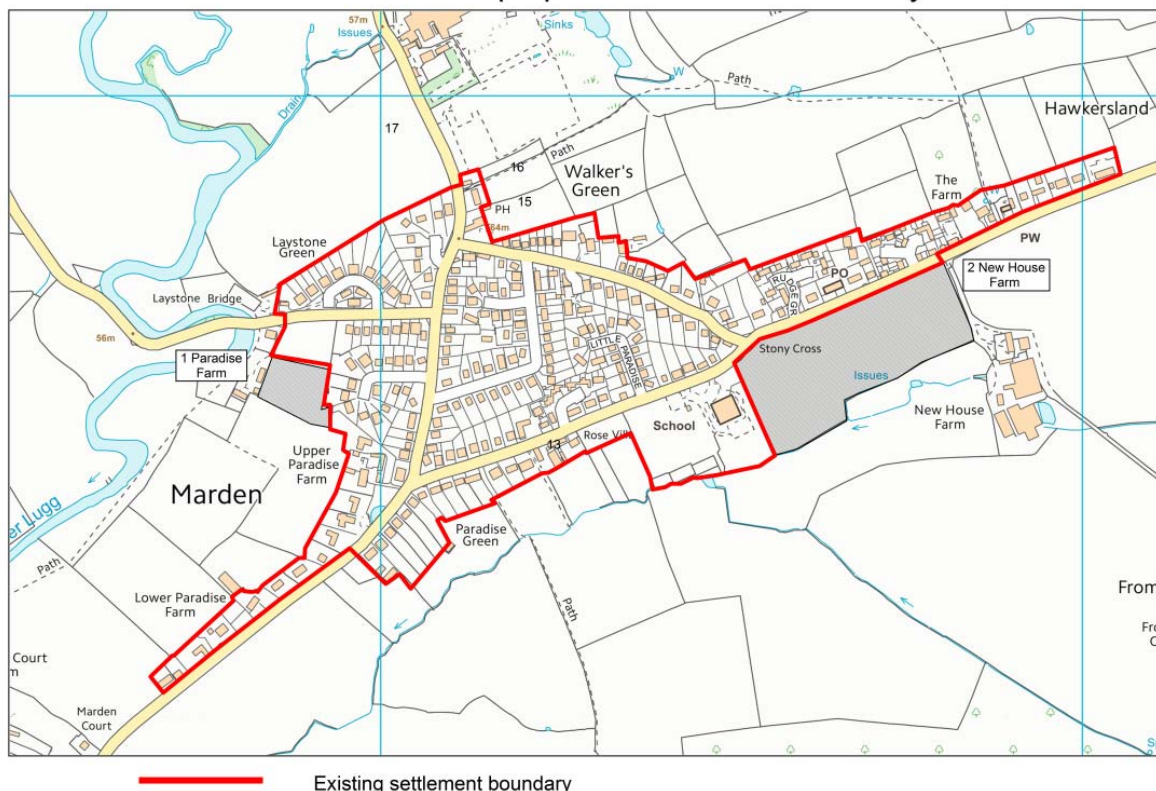 57m
Issues
Sinks
W
Path
Drain
Hawkersland
17
16
Path
Walker's
Green
15
The
Farm
PH
64m
PW
Laystone
Green
PO
RUDGE GR
2 New House
Farm
Laystone Bridge
56m
1 Paradise
Farm
LITTLE PARADISE
Stony Cross
Issues
School
New House
Farm
13
Upper
Paradise
Farm
Marden
Paradise
Green
Path
Lower Paradise
Farm
Path
Court
Marden
Court
Existing settlement boundary